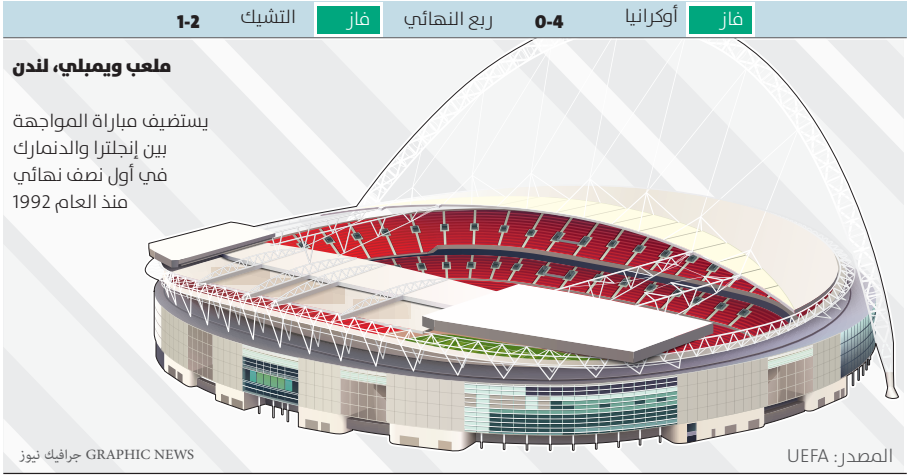 فاز أوكرانيا 4-0 ربع النهائي فاز التشيك 2-1
ملعب ويمبلي، لندن
يستضيف مباراة المواجهة
بين إنجلترا والدنمارك
في أول نصف نهائي
منذ العام 1992
المصدر: UEFA
GRAPHIC NEWS جرافيك نيوز